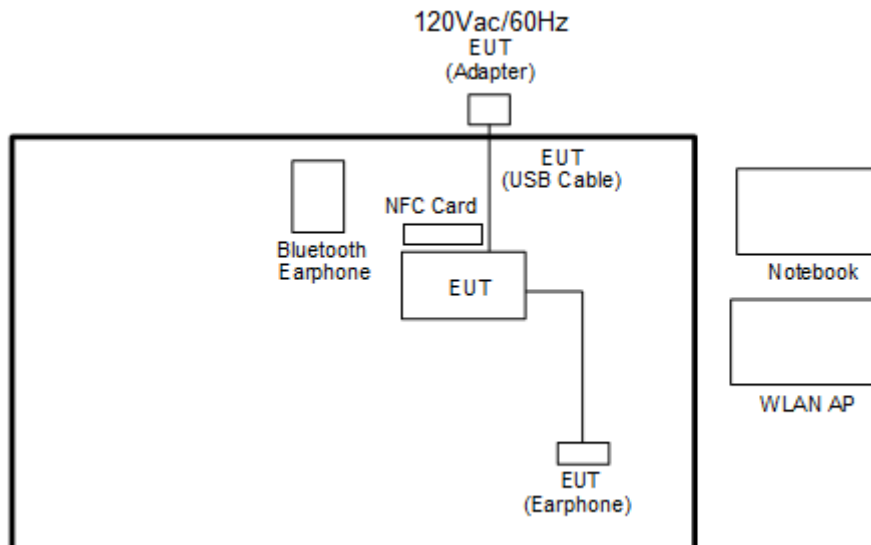 120Vac/60Hz
EUT
(Adapter)
EUT
(USB Cable)
NFC Card
Bluetooth
Earphone
EUT
Notebook
WLAN AP
EUT
(Earphone)